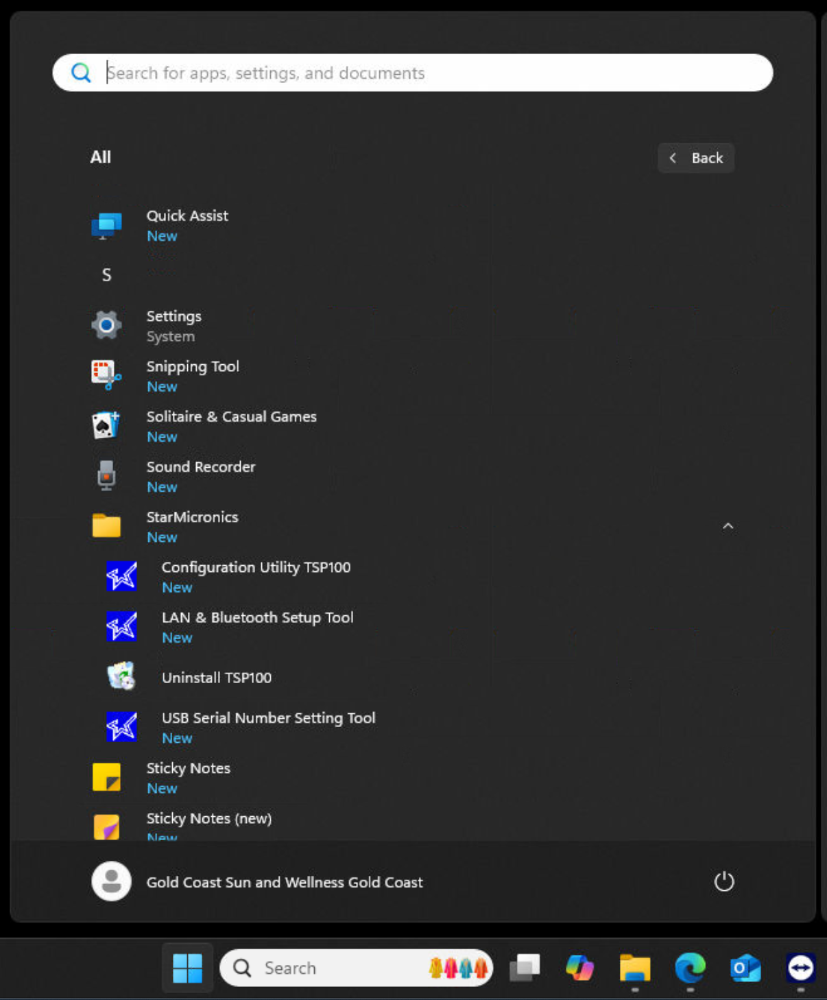 Search for apps, settings, and documents
All
Back
Quick Assist
New
S
Settings
System
Snipping Tool
New
Solitaire & Casual Games
New
Sound Recorder
New
StarMicronics
New
Configuration Utility TSP100
New
LAN & Bluetooth Setup Tool
New
Uninstall TSP100
USB Serial Number Setting Tool
New
Sticky Notes
New
Sticky Notes (new)
New
Gold Coast Sun and Wellness Gold Coast
Search